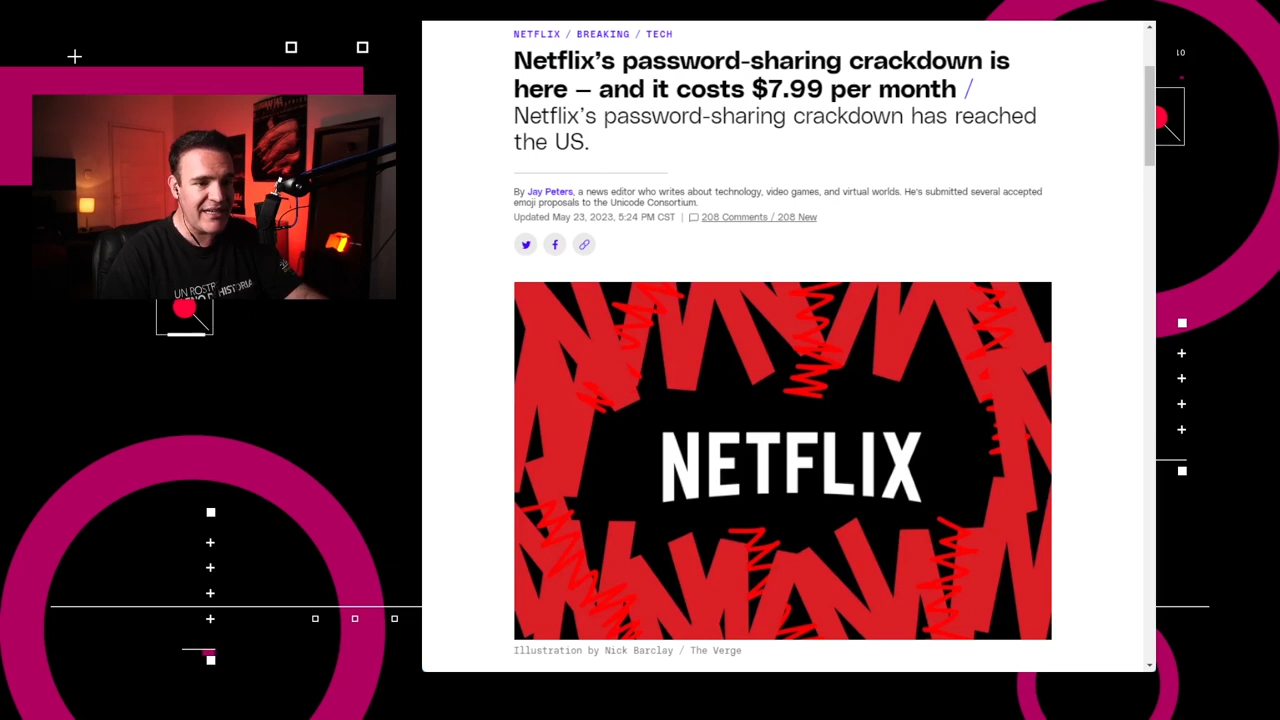 NETFLIX / BREAKING / TECH
Netflix’s password-sharing crackdown is
here — and it costs $7.99 per month /
Netflix’s password-sharing crackdown has reached
the US.
By Jay Peters, a news editor who writes about technology, video games, and virtual worlds. He’s submitted several accepted
emoji proposals to the Unicode Consortium.
Updated May 23, 2023, 5:24 PM CST | 208 Comments / 208 New
UN ROSTR
HISTORIA
NETFLIX
Illustration by Nick Barclay / The Verge